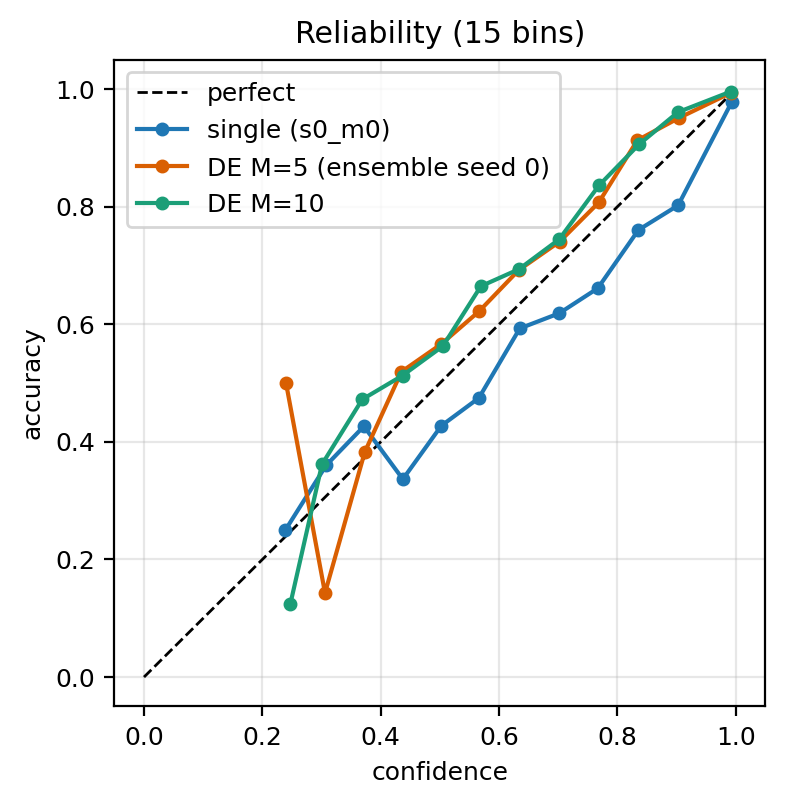 Reliability (15 bins)
perfect
single (s0_m0)
DE M=5 (ensemble seed 0)
DE M=10
accuracy
1.0
0.8
0.6
0.4
0.2
0.0
0.0 0.2 0.4 0.6 0.8 1.0
confidence